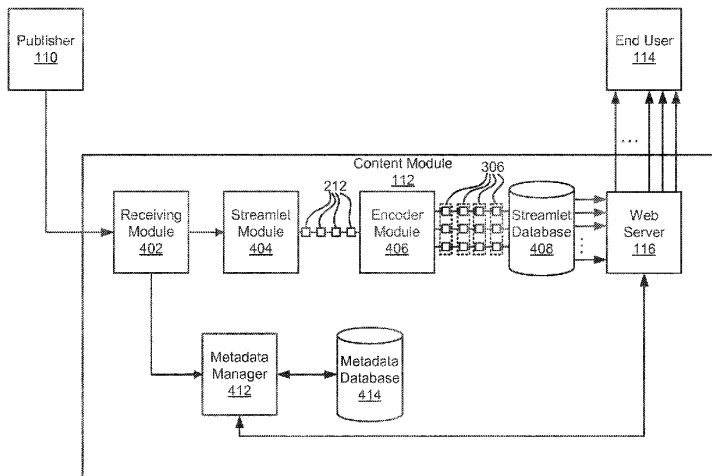 Publisher
110
End User
114
...
Content Module
112
212
306
Receiving
Module
402
Streamlet
Module
404
Encoder
Module
406
Streamlet
Database
408
Web
Server
116
Metadata
Manager
412
Metadata
Database
414